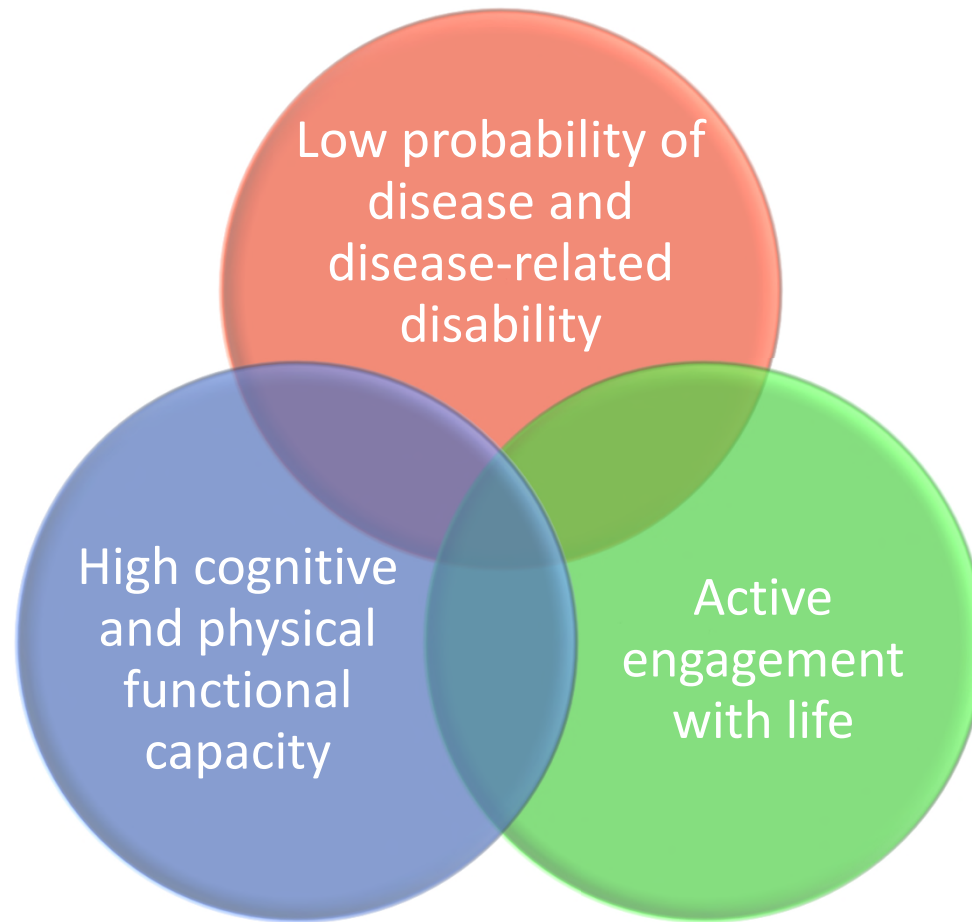 Low probability of
disease and
disease-related
disability
High cognitive
and physical
functional
capacity
Active
engagement
with life